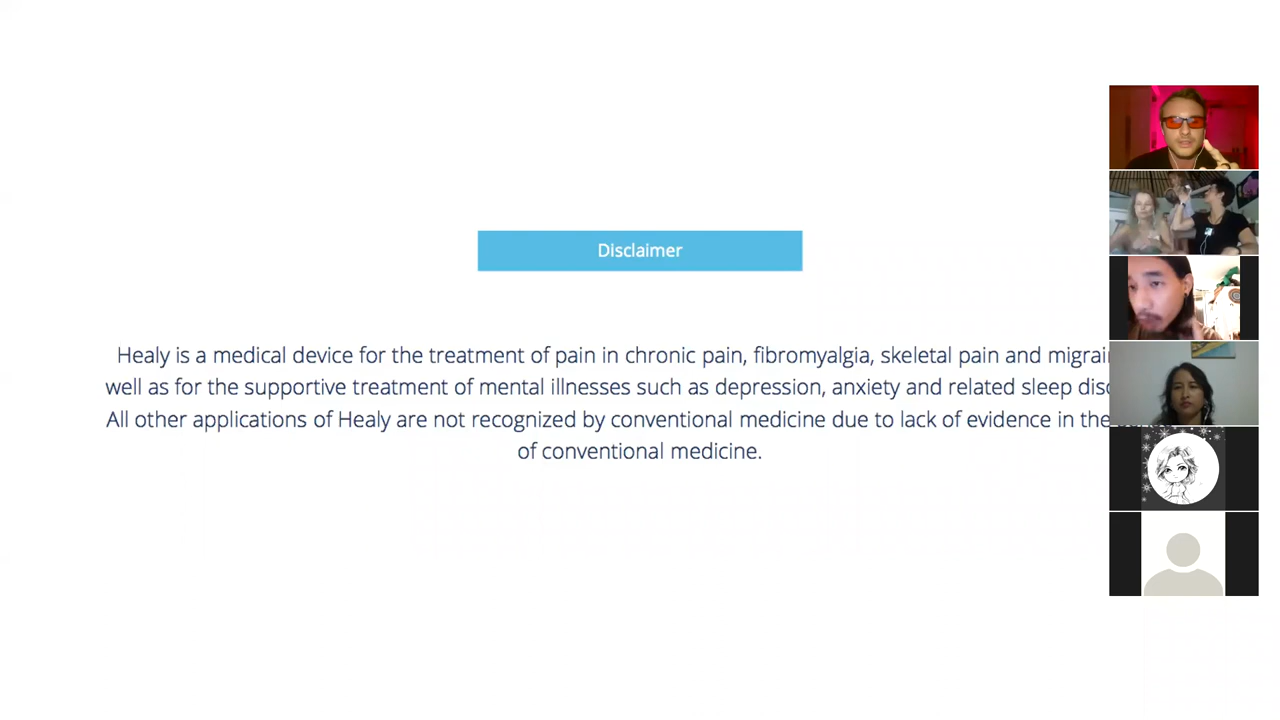 Disclaimer
Healy is a medical device for the treatment of pain in chronic pain, fibromyalgia, skeletal pain and
well as for the supportive treatment of mental illnesses such as depression, anxiety and related sleep
All other applications of Healy are not recognized by conventional medicine due to lack of evidence in the
of conventional medicine.